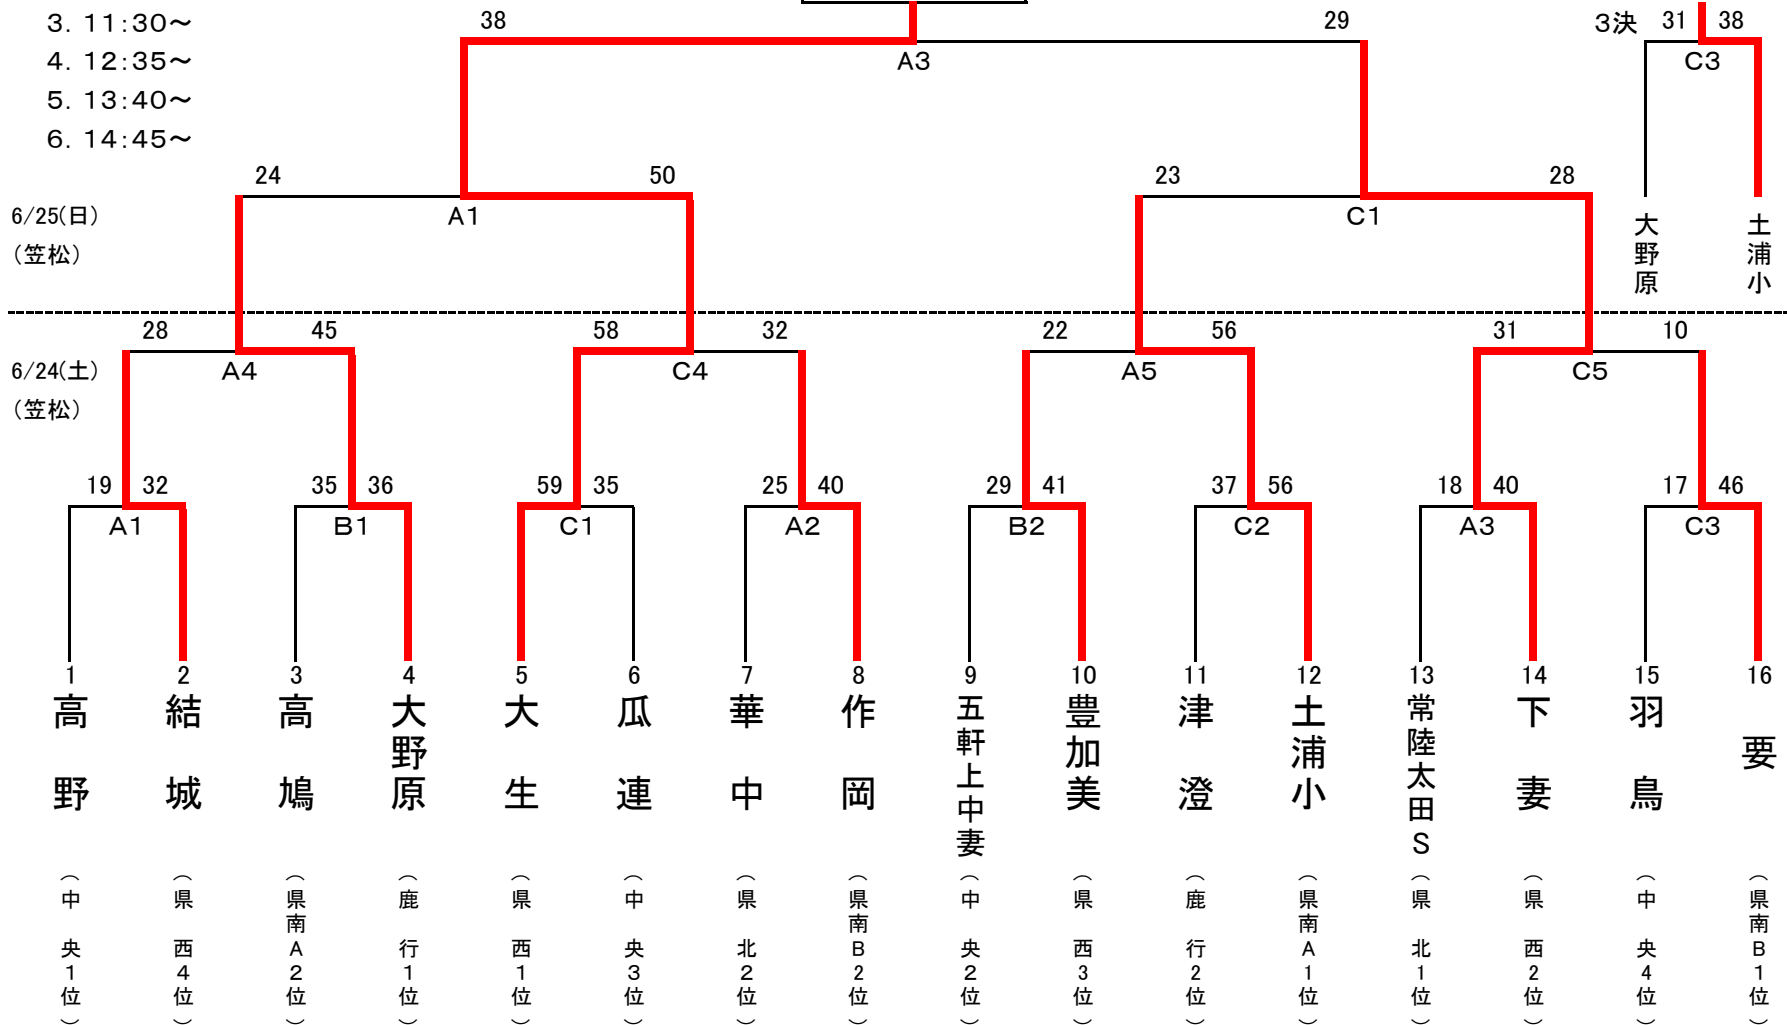 3. 11:30～
38
29
3決 31 38
4. 12:35～
A3
C3
5. 13:40～
6. 14:45～
24
50
23
28
6/25(日)
A1
C1
(笠松)
大野原
土浦小
28
45
58
32
22
56
31
10
6/24(土)
A4
C4
A5
C5
(笠松)
19 32
35 36
59 35
25 40
29 41
37 56
18 40
17 46
A1
B1
C1
A2
B2
C2
A3
C3
1
2
3
4
5
6
7
8
9
10
11
12
13
14
15
16
高野
結城
高鳩
大野原
大生
瓜連
華中
作岡
五軒上中妻
豊加美
津澄
土浦小
常陸太田S
下妻
羽鳥
要
(中央1位)
(県西4位)
(県南A2位)
(鹿行1位)
(県西1位)
(中央3位)
(県北2位)
(県南B2位)
(中央2位)
(県西3位)
(鹿行2位)
(県南A1位)
(県北1位)
(県西2位)
(中央4位)
(県南B1位)